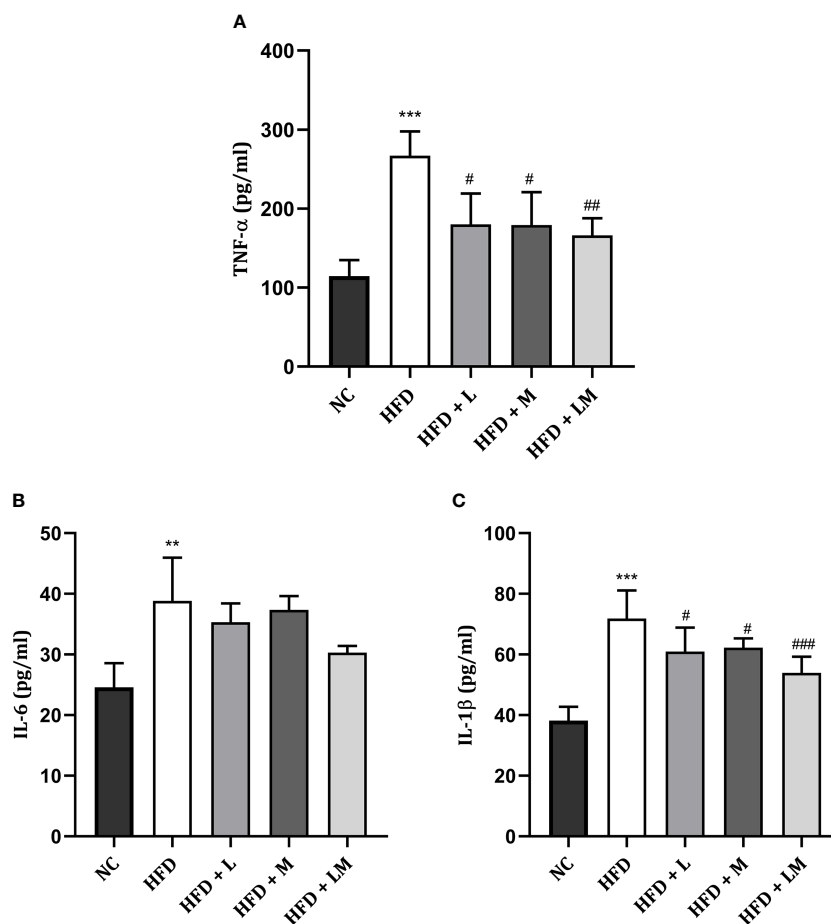 A
400
300
200
100
0
TNF-α (pg/ml)
***
#
#
##
NC
HFD
HFD + L
HFD + M
HFD + LM
B
50
40
30
20
10
0
IL-6 (pg/ml)
**
NC
HFD
HFD + L
HFD + M
HFD + LM
C
100
80
60
40
20
0
IL-1β (pg/ml)
***
#
#
###
NC
HFD
HFD + L
HFD + M
HFD + LM